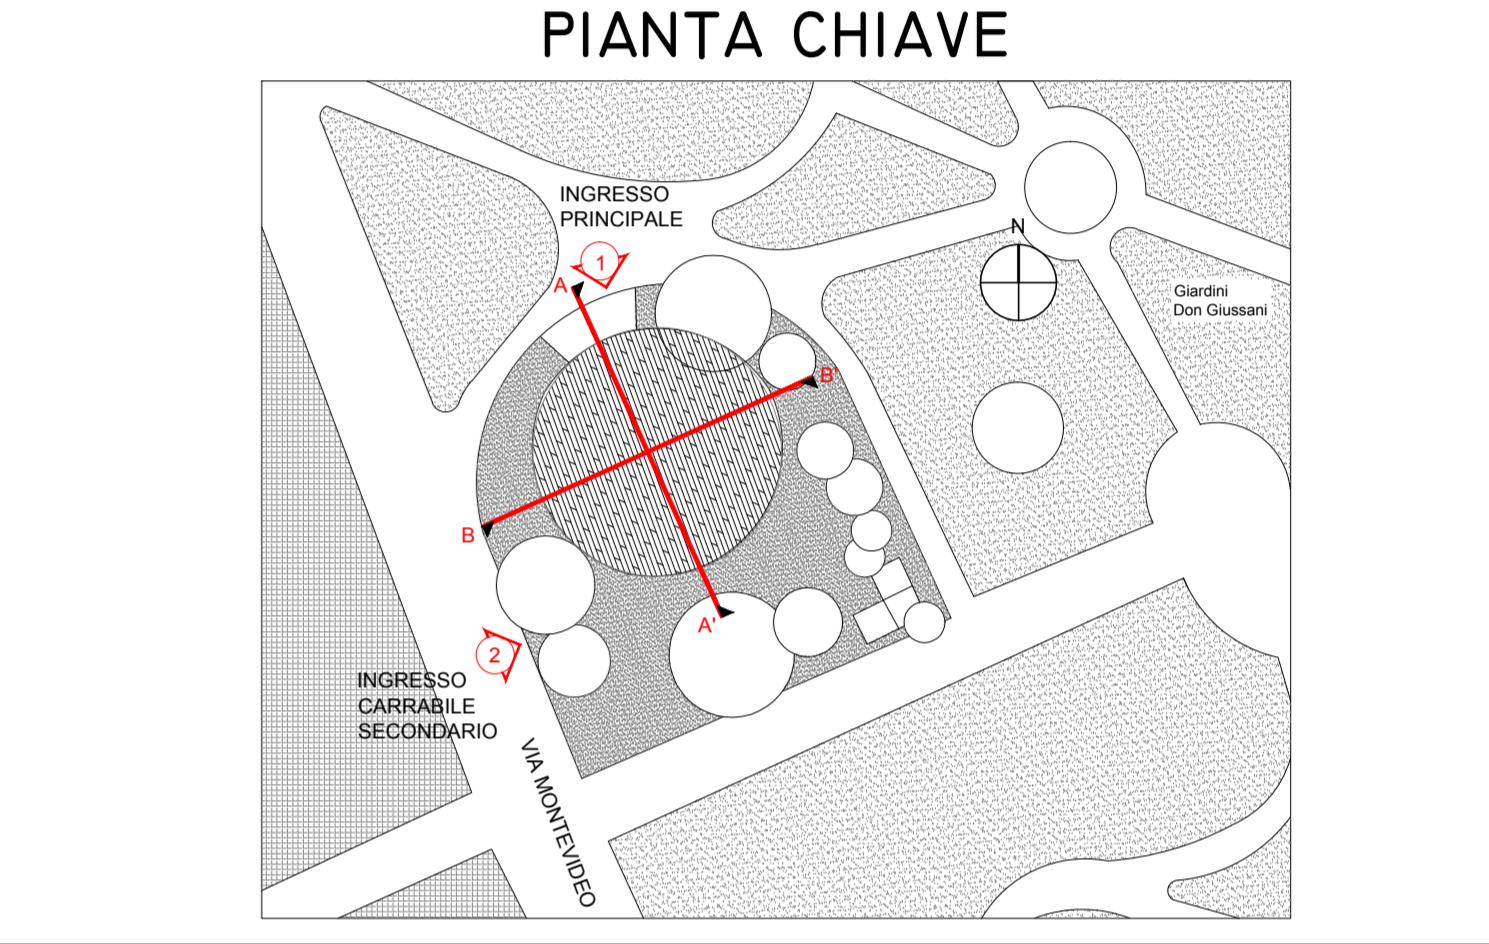 PIANTA CHIAVE
INGRESSO
PRINCIPALE
N
1
A
Giardini
Don Giussani
B'
B
A'
2
INGRESSO
CARRABILE
SECONDARIO
VIA MONTEVIDEO